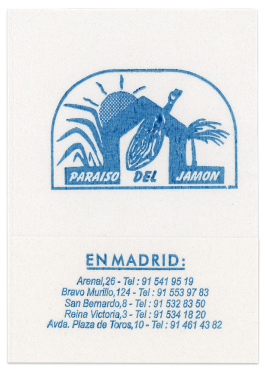 PARAISO DEL JAMON
EN MADRID:
Arenal,26 - Tel : 91 541 95 19
Bravo Murillo,124 - Tel : 91 553 97 83
San Bernardo,8 - Tel : 91 532 83 50
Reina Victoria,3 - Tel : 91 534 18 20
Avda. Plaza de Toros,10 - Tel : 91 461 43 82